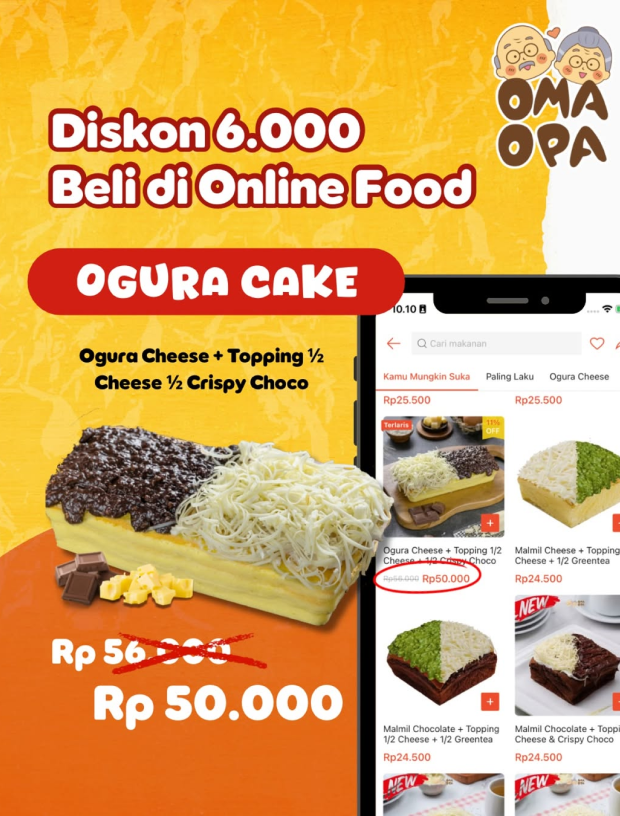 OMA
OPA
Diskon 6.000
Beli di Online Food
OGURA CAKE
Ogura Cheese + Topping ½
Cheese ½ Crispy Choco
Rp 56.000
Rp 50.000
10.10
Cari makanan
Kamu Mungkin Suka Paling Laku Ogura Cheese
Rp25.500 Rp25.500
Terlaris
11%
OFF
Ogura Cheese + Topping 1/2
Cheese + 1/2 Crispy Choco
Rp56.000 Rp50.000
Malmil Cheese + Topping
Cheese + 1/2 Greentea
Rp24.500
Malmil Chocolate + Topping
1/2 Cheese + 1/2 Greentea
Rp24.500
NEW
Malmil Chocolate + Toppi
Cheese & Crispy Choco
Rp24.500
NEW
NEW